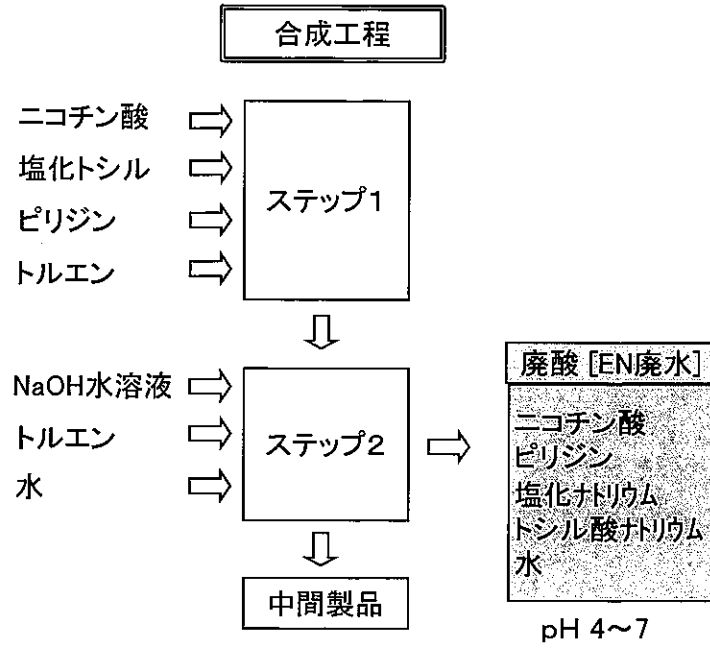 合成工程
ニコチン酸
塩化トシル
ピリジン
トルエン
ステップ1
NaOH水溶液
トルエン
水
ステップ2
廃酸 [EN廃水]
ニコチン酸
ピリジン
塩化ナトリウム
トシル酸ナトリウム
水
中間製品
pH 4～7